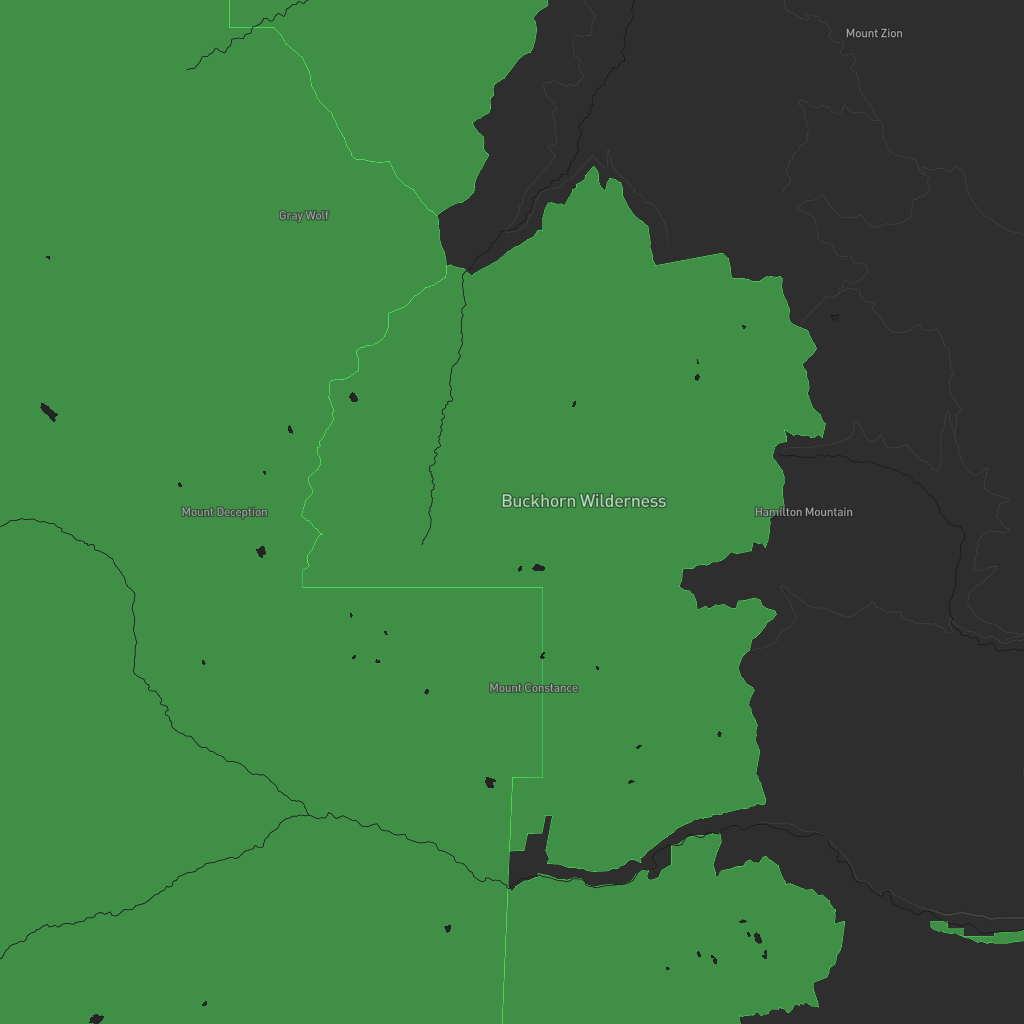 Mount Zion
Gray Wolf
Buckhorn Wilderness
Mount Deception
Hamilton Mountain
Mount Constance